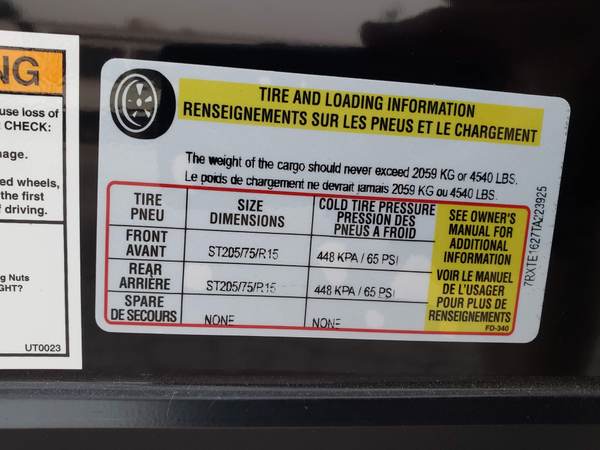 NG
use loss of
CHECK:
nage.
ed wheels,
the first
of driving.
ng Nuts
GHT?
UT0023
TIRE AND LOADING INFORMATION
RENSEIGNEMENTS SUR LES PNEUS ET LE CHARGEMENT
The weight of the cargo should never exceed 2059 KG or 4540 LBS.
Le poids de chargement ne devrait jamais 2059 KG ou 4540 LBS.
TIRE
PNEU
SIZE
DIMENSIONS
COLD TIRE PRESSURE
PRESSION DES
PNEUS A FROID
FRONT
AVANT
ST205/75/R15
448 KPA / 65 PSI
REAR
ARRIÈRE
ST205/75/R15
448 KPA / 65 PSI
SPARE
DE SECOURS
NONE
NONE
SEE OWNER'S
MANUAL FOR
ADDITIONAL
INFORMATION
VOIR LE MANUEL
DE L'USAGER
POUR PLUS DE
RENSEIGNEMENTS
FD-340
7RXTE1627TA223925